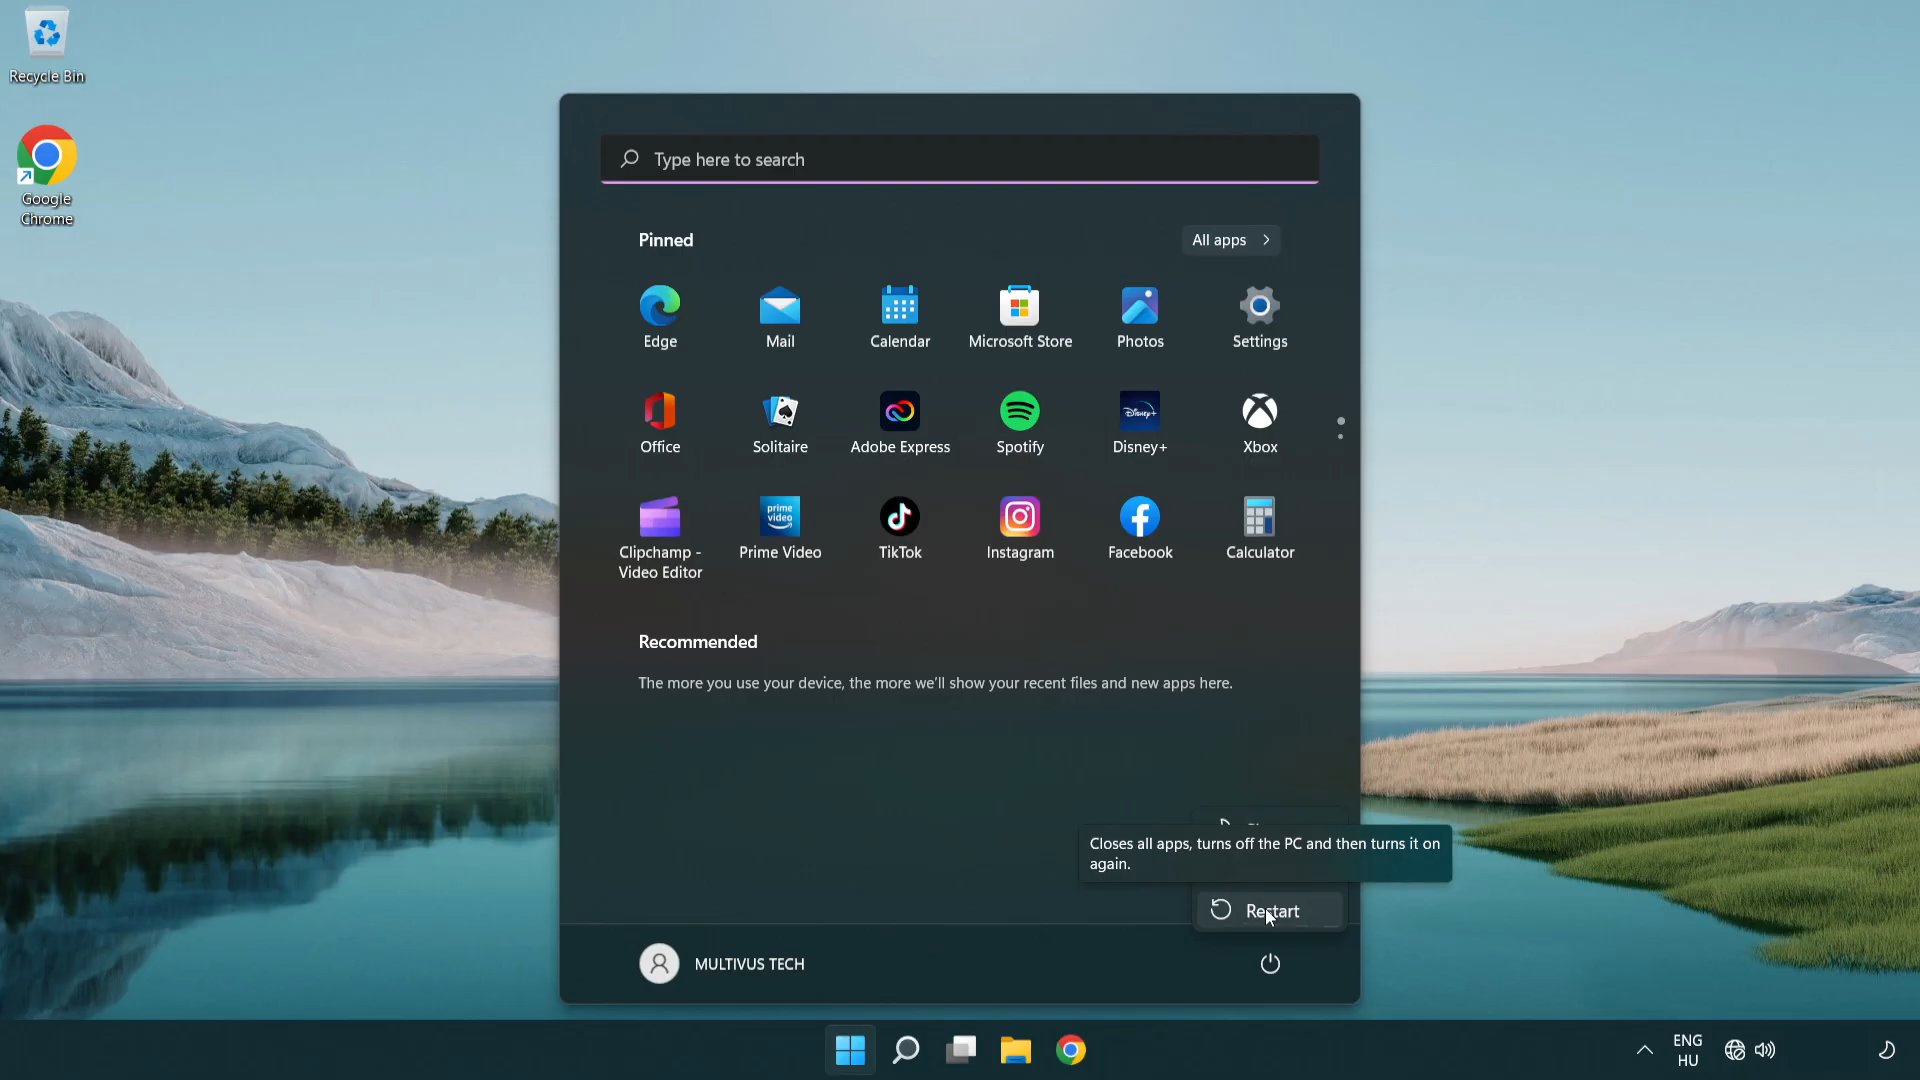 Recycle Bin
Google
Chrome
Type here to search
Pinned
All apps
Edge
Mail
Calendar
Microsoft Store
Photos
Settings
Office
Solitaire
Adobe Express
Spotify
Disney+
Disney+
Xbox
prime
video
Clipchamp -
Video Editor
Prime Video
TikTok
Instagram
Facebook
Calculator
Recommended
The more you use your device, the more we'll show your recent files and new apps here.
Closes all apps, turns off the PC and then turns it on
again.
Restart
MULTIVUS TECH
ENG
HU